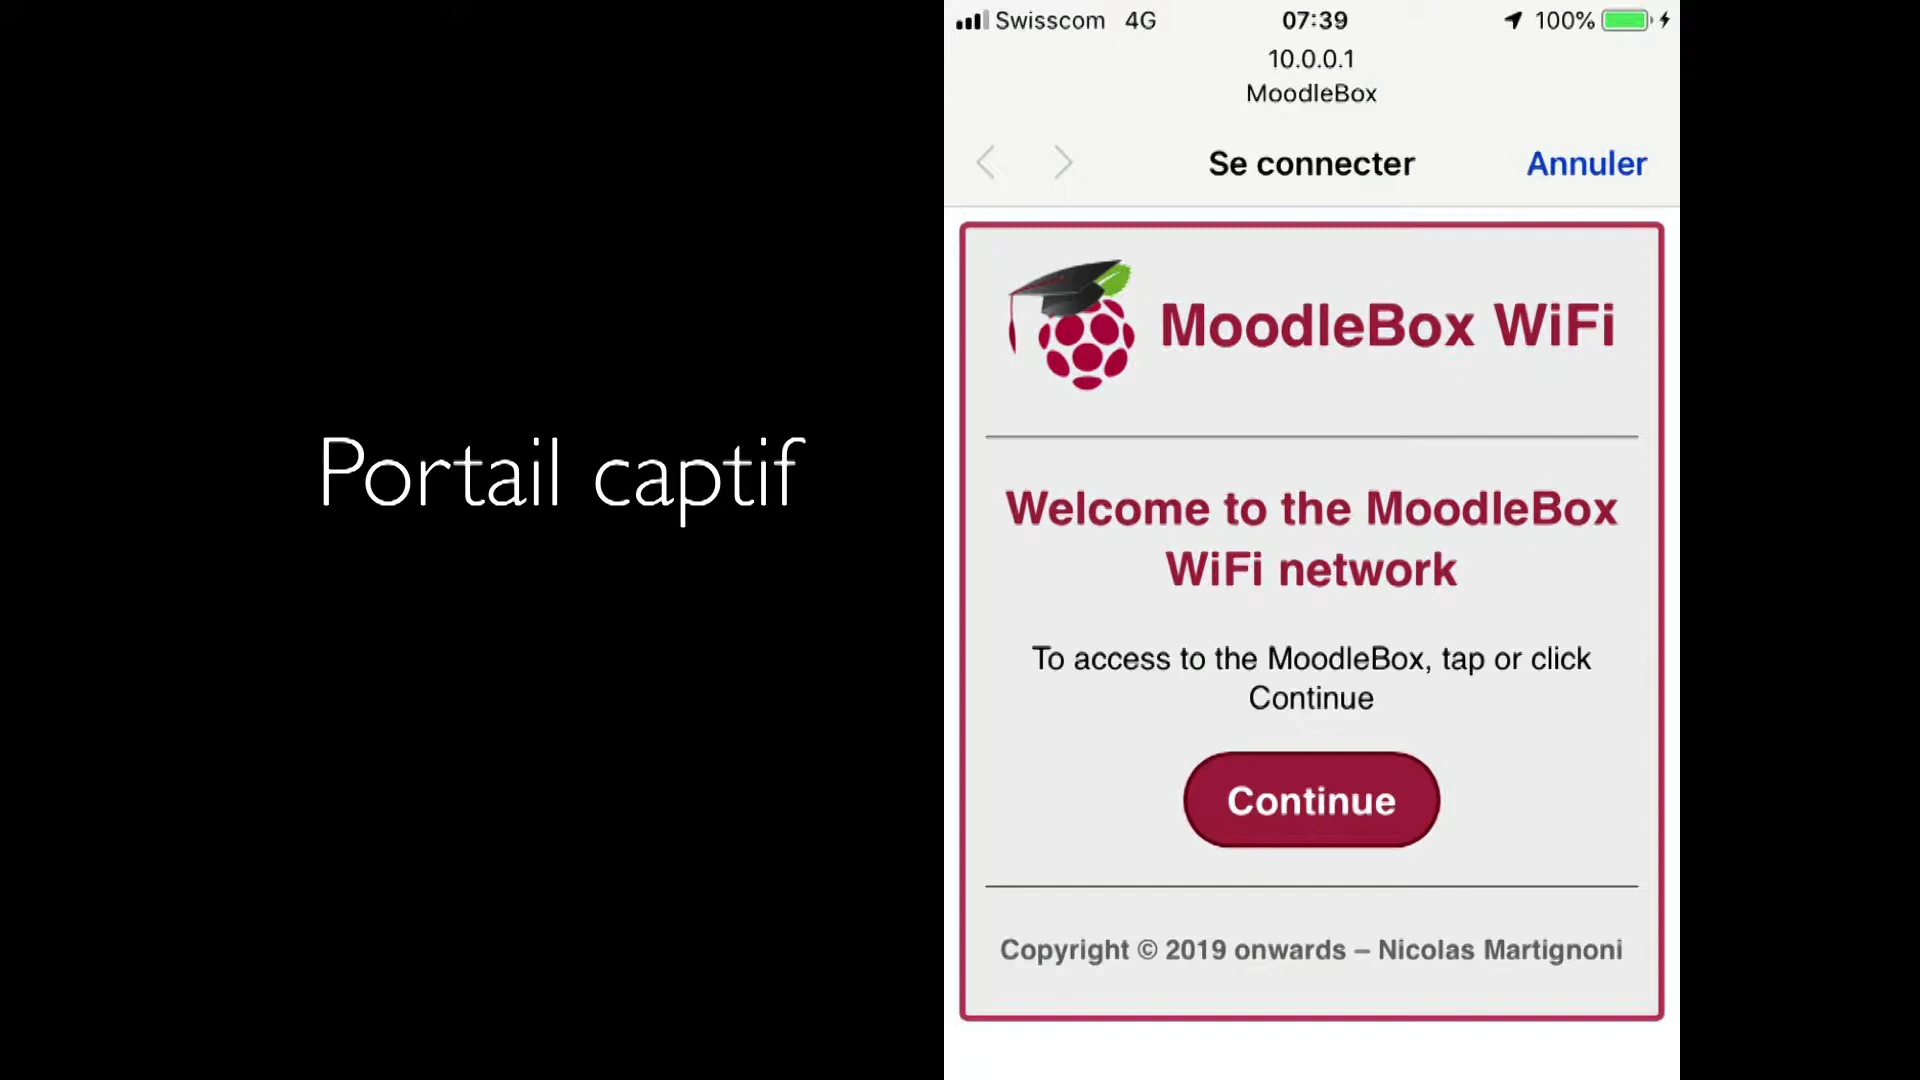 Portail captif
Swisscom 4G 07:39 100%
10.0.0.1
MoodleBox
Se connecter Annuler
MoodleBox WiFi
Welcome to the MoodleBox
WiFi network
To access to the MoodleBox, tap or click
Continue
Continue
Copyright © 2019 onwards – Nicolas Martignoni